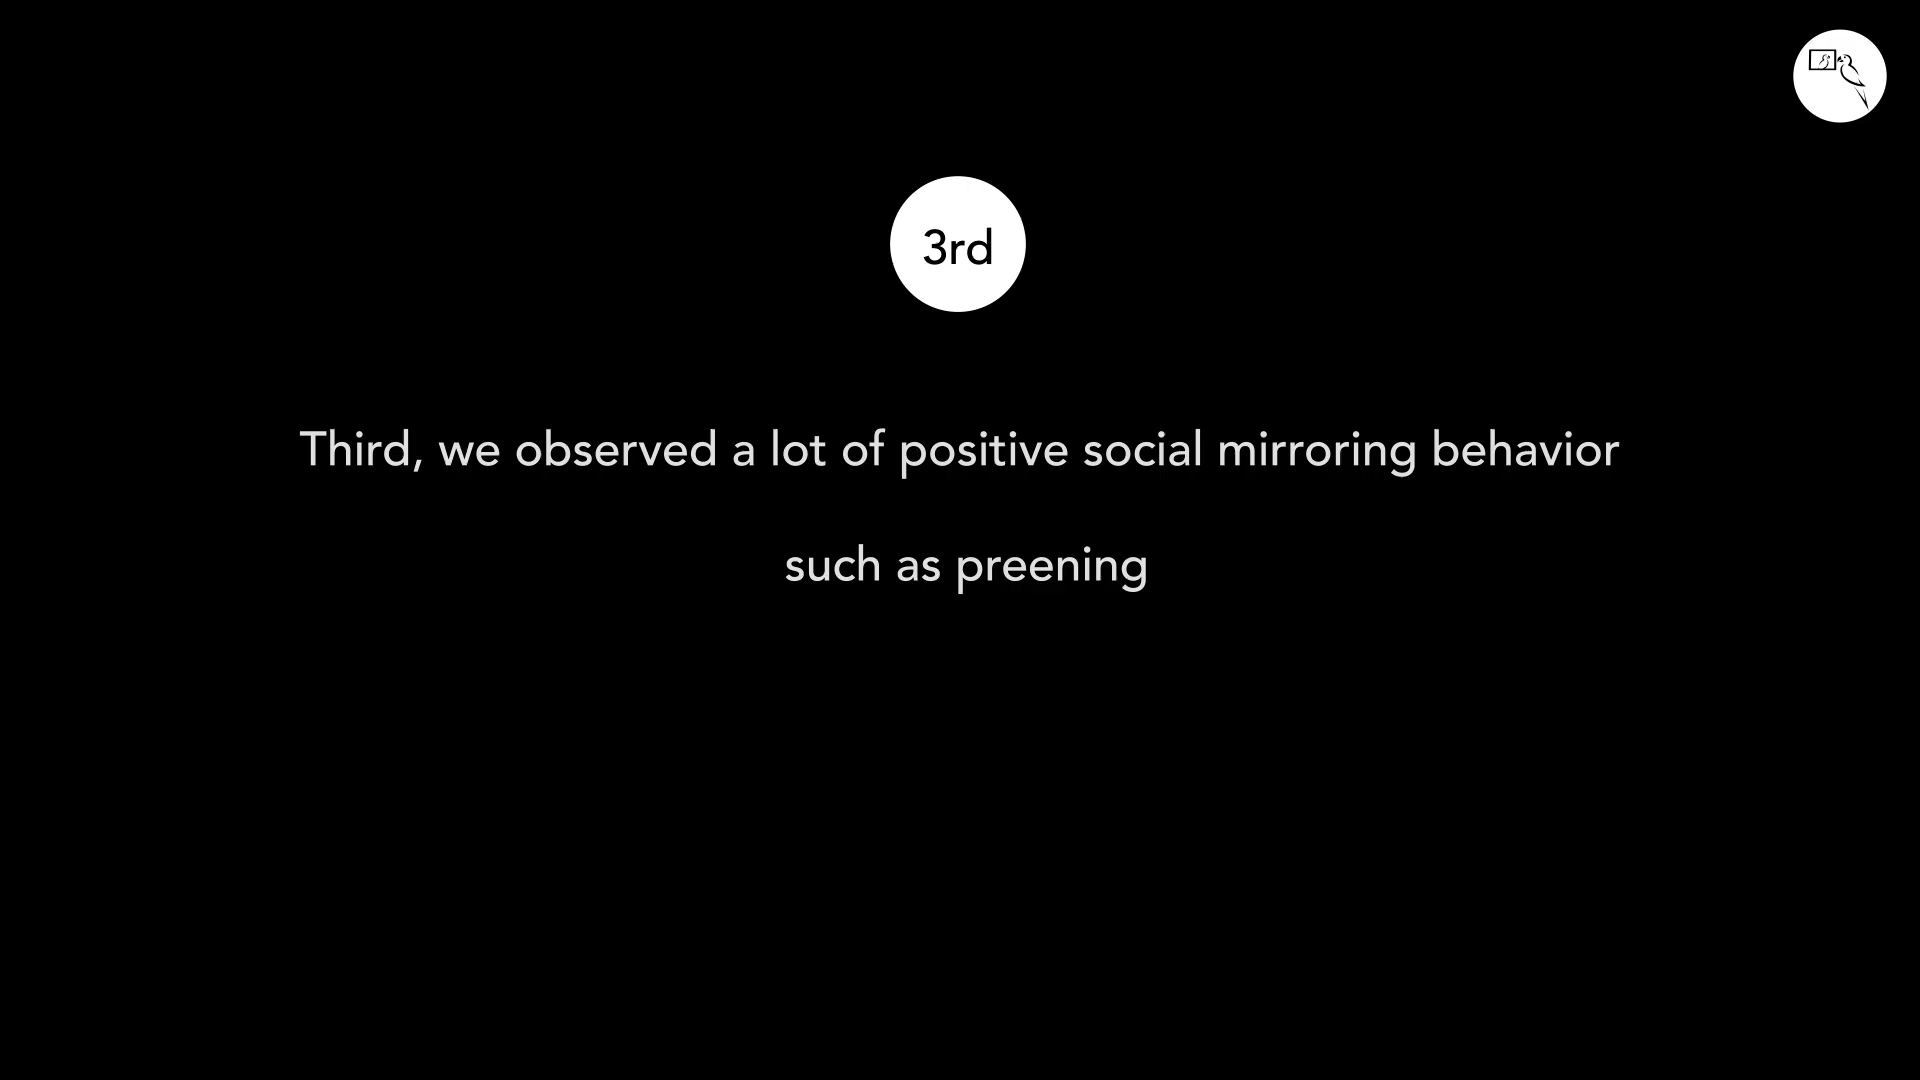 3rd
Third, we observed a lot of positive social mirroring behavior
such as preening